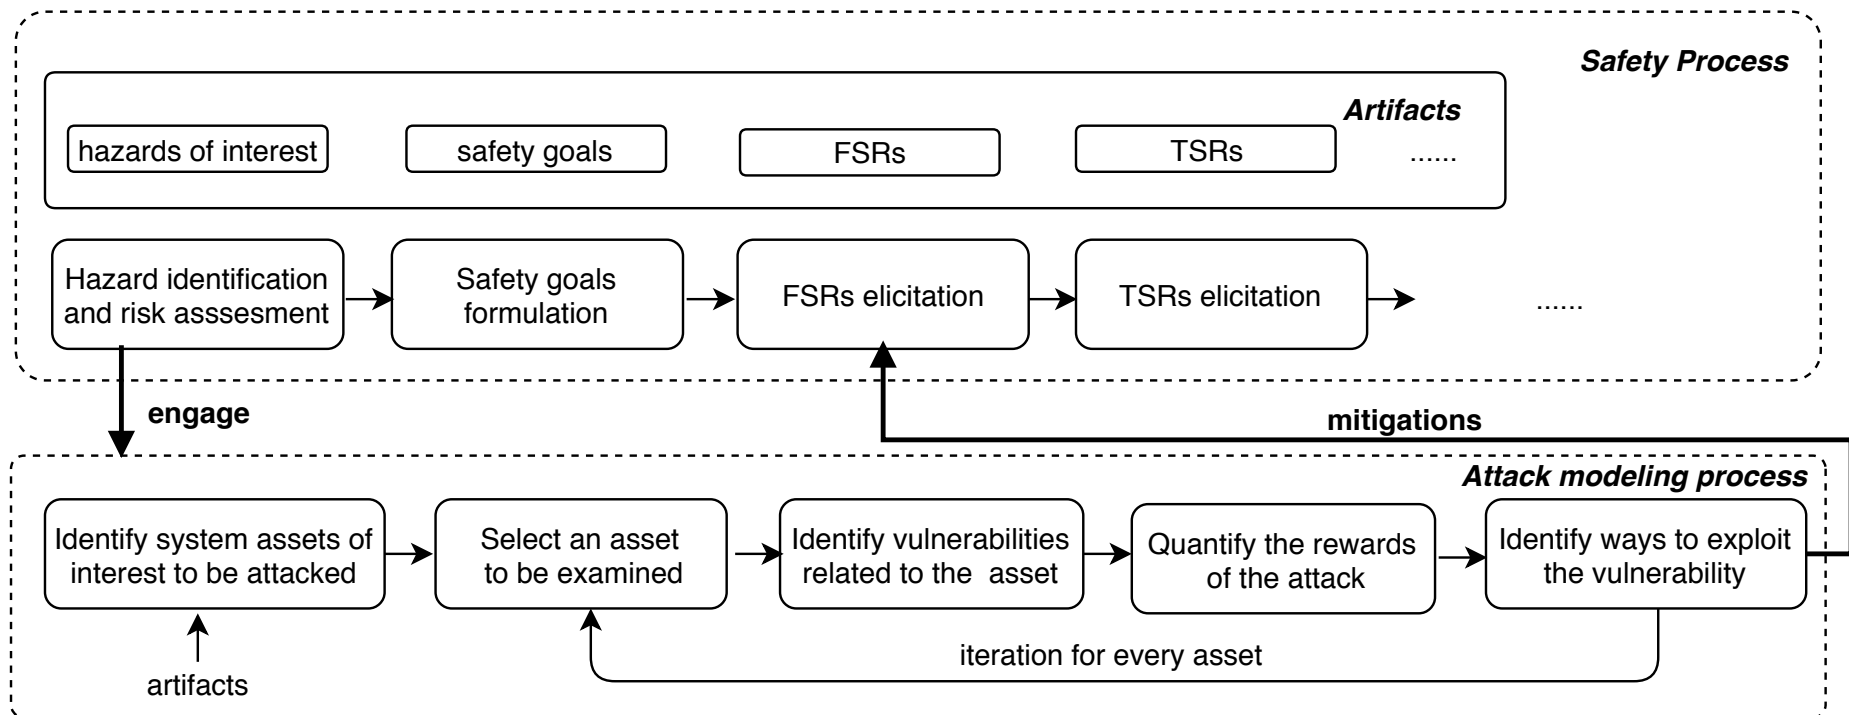 Safety Process
Artifacts
hazards of interest
safety goals
FSRs
TSRs
......
Hazard identification
and risk asssesment
Safety goals
formulation
FSRs elicitation
TSRs elicitation
......
engage
mitigations
Attack modeling process
Identify system assets of
interest to be attacked
Select an asset
to be examined
Identify vulnerabilities
related to the asset
Quantify the rewards
of the attack
Identify ways to exploit
the vulnerability
iteration for every asset
artifacts